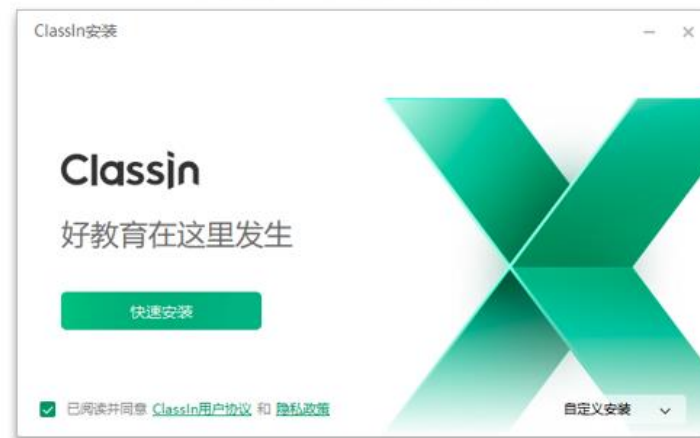 ClassIn安装
Classin
好教育在这里发生
快速安装
已阅读并同意 ClassIn用户协议 和 隐私政策
自定义安装